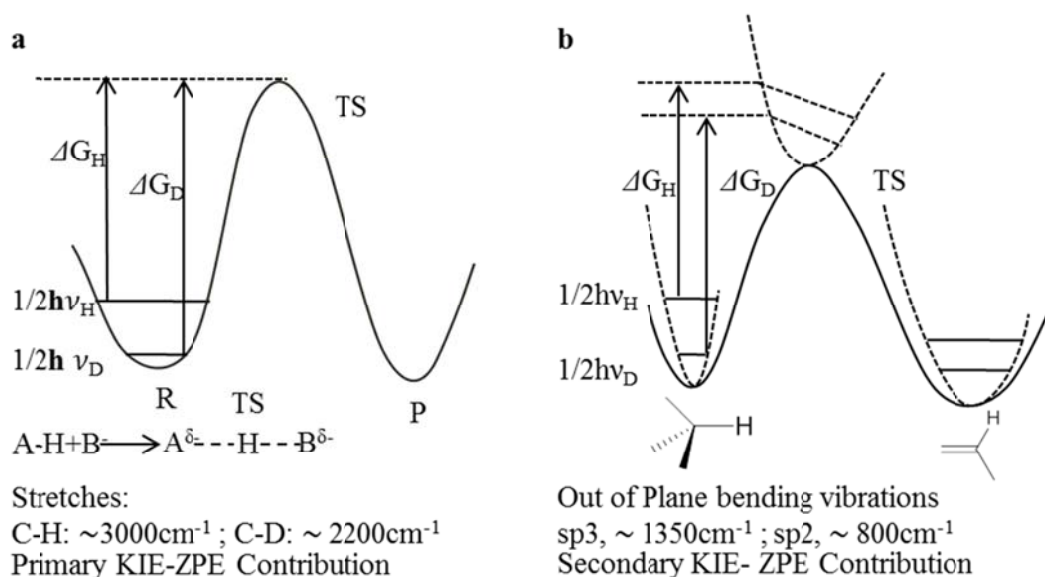 a
TS
ΔG_H
ΔG_D
1/2hν_H
1/2h ν_D
R
TS
P
A-H+B⁻ → A^δ- --- H --- B^δ-
Stretches:
C-H: ~3000cm⁻¹ ; C-D: ~ 2200cm⁻¹
Primary KIE-ZPE Contribution
b
ΔG_H
ΔG_D
TS
1/2hν_H
1/2hν_D
H
H
Out of Plane bending vibrations
sp3, ~ 1350cm⁻¹ ; sp2, ~ 800cm⁻¹
Secondary KIE- ZPE Contribution